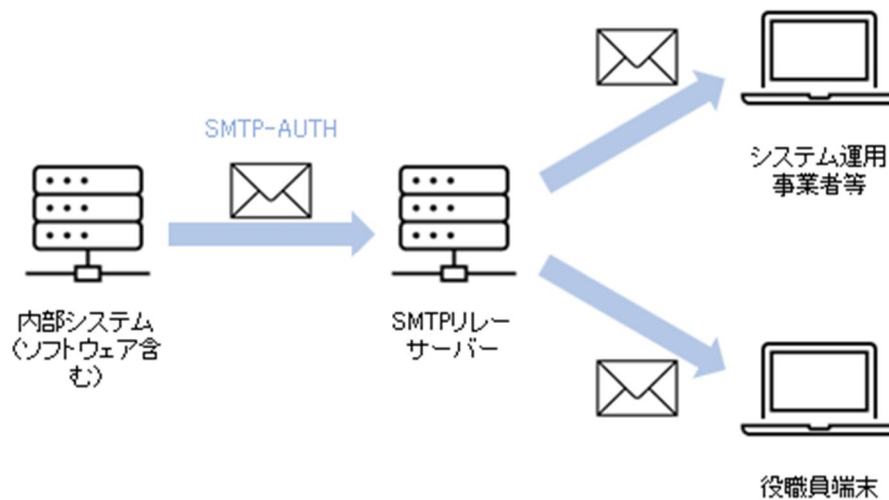 SMTP-AUTH
システム運用
事業者等
内部システム
(ソフトウェア含
む)
SMTPリレー
サーバー
役職員端末